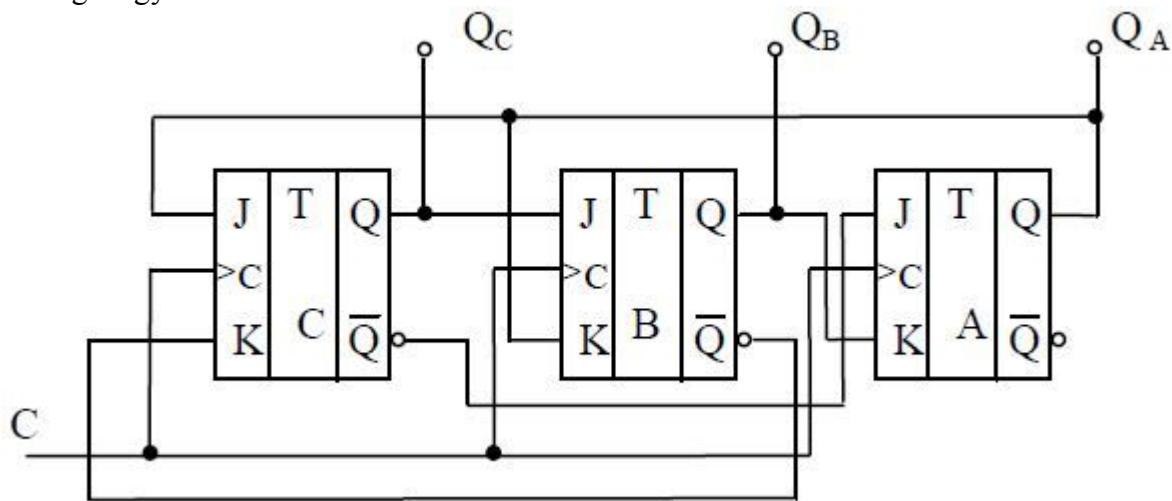 Q_C Q_B Q_A
J T Q J T Q J T Q
>C >C >C
K C Q̅ K B Q̅ K A Q̅
C